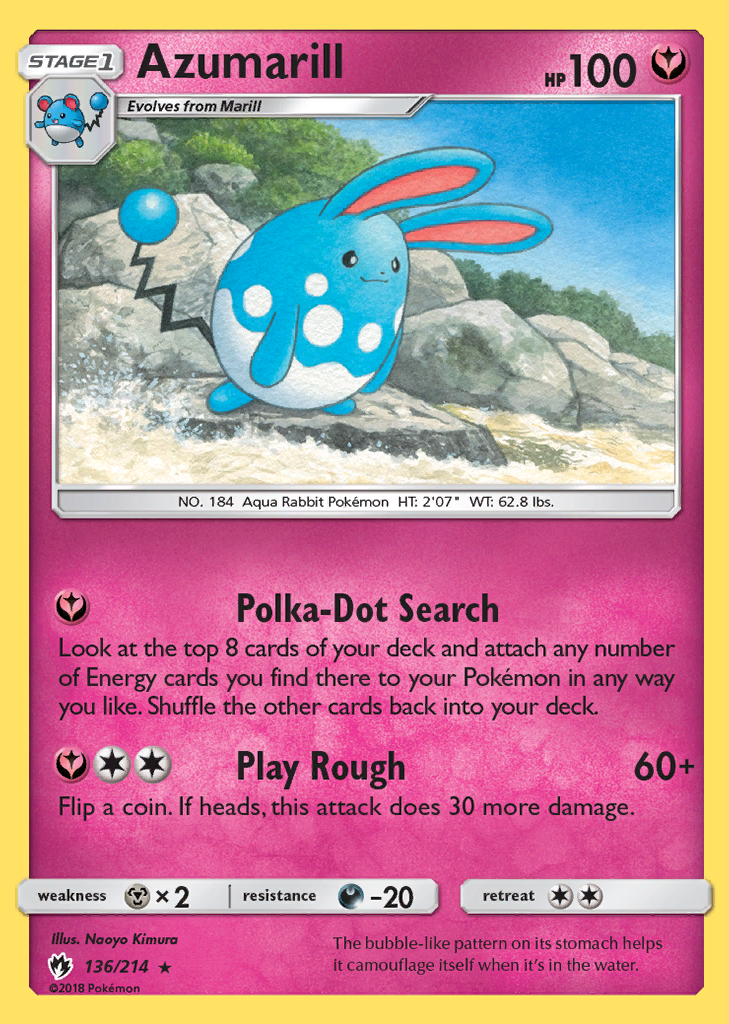 STAGE1
Azumarill
HP100
Evolves from Marill
NO. 184 Aqua Rabbit Pokémon HT: 2'07" WT: 62.8 lbs.
Polka-Dot Search
Look at the top 8 cards of your deck and attach any number
of Energy cards you find there to your Pokémon in any way
you like. Shuffle the other cards back into your deck.
Play Rough 60+
Flip a coin. If heads, this attack does 30 more damage.
weakness ×2 resistance -20 retreat
Illus. Naoyo Kimura
136/214 ★
©2018 Pokémon
The bubble-like pattern on its stomach helps
it camouflage itself when it's in the water.